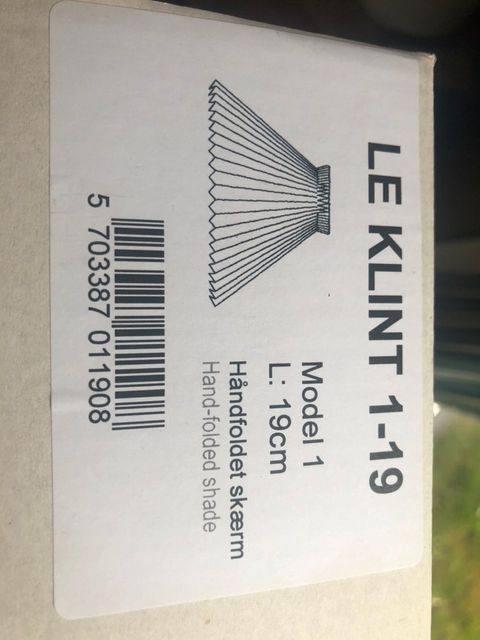 LE KLINT 1-19
Model 1
L: 19cm
Håndfoldet skærm
Hand-folded shade
5 703387 011908